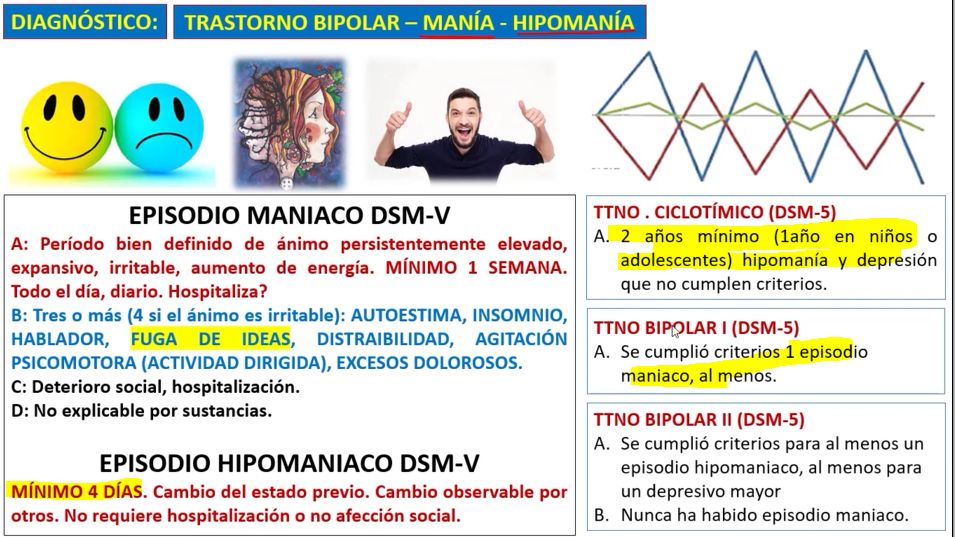 DIAGNÓSTICO:
TRASTORNO BIPOLAR – MANÍA - HIPOMANÍA
EPISODIO MANIACO DSM-V
A: Período bien definido de ánimo persistentemente elevado,
expansivo, irritable, aumento de energía. MÍNIMO 1 SEMANA.
Todo el día, diario. Hospitaliza?
B: Tres o más (4 si el ánimo es irritable): AUTOESTIMA, INSOMNIO,
HABLADOR, FUGA DE IDEAS, DISTRAIBILIDAD, AGITACIÓN
PSICOMOTORA (ACTIVIDAD DIRIGIDA), EXCESOS DOLOROSOS.
C: Deterioro social, hospitalización.
D: No explicable por sustancias.
EPISODIO HIPOMANIACO DSM-V
MÍNIMO 4 DÍAS. Cambio del estado previo. Cambio observable por
otros. No requiere hospitalización o no afección social.
TTNO . CICLOTÍMICO (DSM-5)
A. 2 años mínimo (1año en niños o
adolescentes) hipomanía y depresión
que no cumplen criterios.
TTNO BIPOLAR I (DSM-5)
A. Se cumplió criterios 1 episodio
maniaco, al menos.
TTNO BIPOLAR II (DSM-5)
A. Se cumplió criterios para al menos un
episodio hipomaniaco, al menos para
un depresivo mayor
B. Nunca ha habido episodio maniaco.